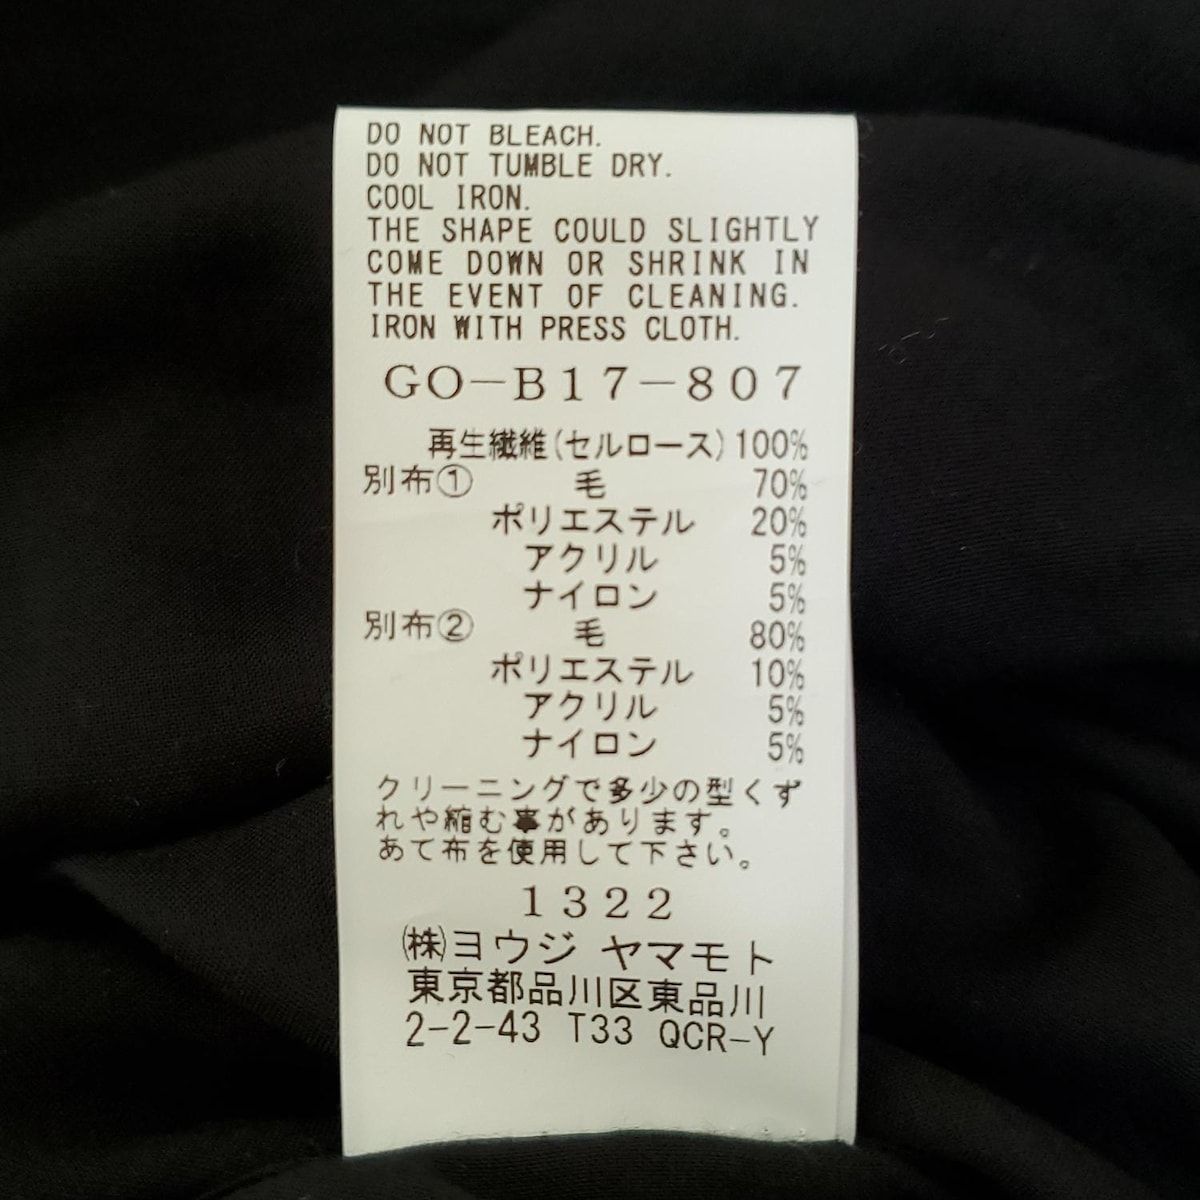 DO NOT BLEACH.
DO NOT TUMBLE DRY.
COOL IRON.
THE SHAPE COULD SLIGHTLY
COME DOWN OR SHRINK IN
THE EVENT OF CLEANING.
IRON WITH PRESS CLOTH.
GO-B17-807
再生繊維(セルロース)100%
別布① 毛 70%
ポリエステル 20%
アクリル 5%
ナイロン 5%
別布② 毛 80%
ポリエステル 10%
アクリル 5%
ナイロン 5%
クリーニングで多少の型くず
れや縮む事があります。
あて布を使用して下さい。
1322
㈱ヨウジ ヤマモト
東京都品川区東品川
2-2-43 T33 QCR-Y